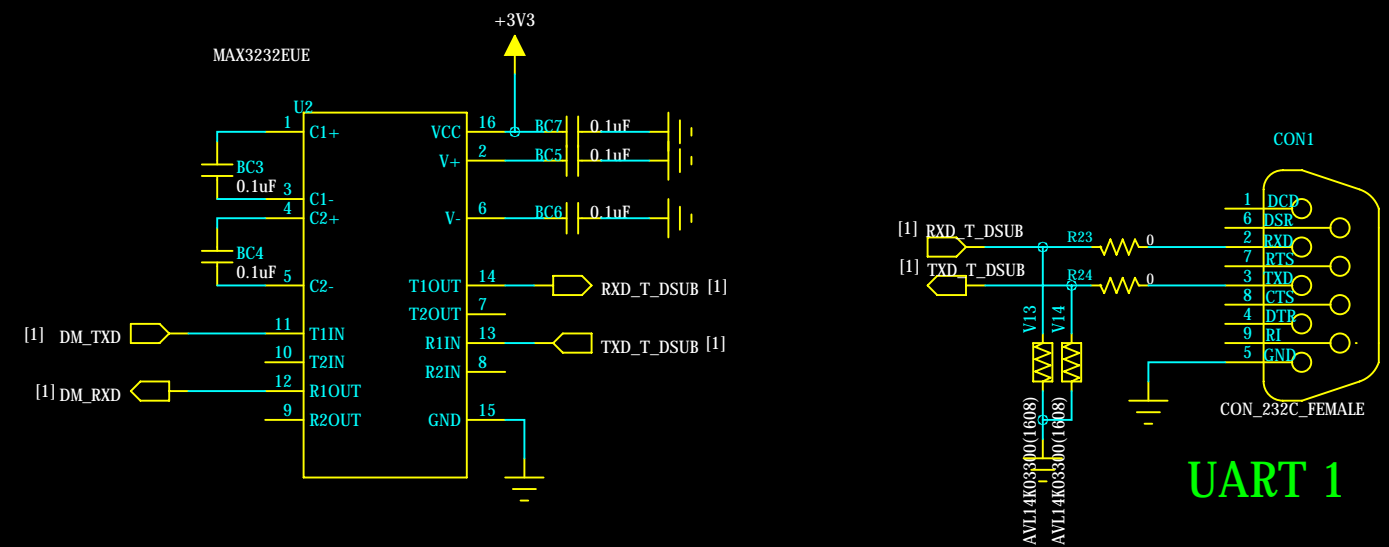 +3V3
MAX3232EUE
U2
1 C1+
VCC 16
BC7 0.1uF
V+ 2
BC5 0.1uF
BC3
0.1uF
3 C1-
4 C2+
V- 6
BC6 0.1uF
BC4
0.1uF
5 C2-
T1OUT 14
RXD_T_DSUB [1]
T2OUT 7
[1] DM_TXD
11 T1IN
R1IN 13
TXD_T_DSUB [1]
10 T2IN
R2IN 8
[1] DM_RXD
12 R1OUT
9 R2OUT
GND 15
CON1
1 DCD
6 DSR
[1] RXD_T_DSUB
R23 0
2 RXD
7 RTS
[1] TXD_T_DSUB
R24 0
3 TXD
8 CTS
4 DTR
9 RI
5 GND
V13
V14
AVL14K03300(1608)
AVL14K03300(1608)
CON_232C_FEMALE
UART 1